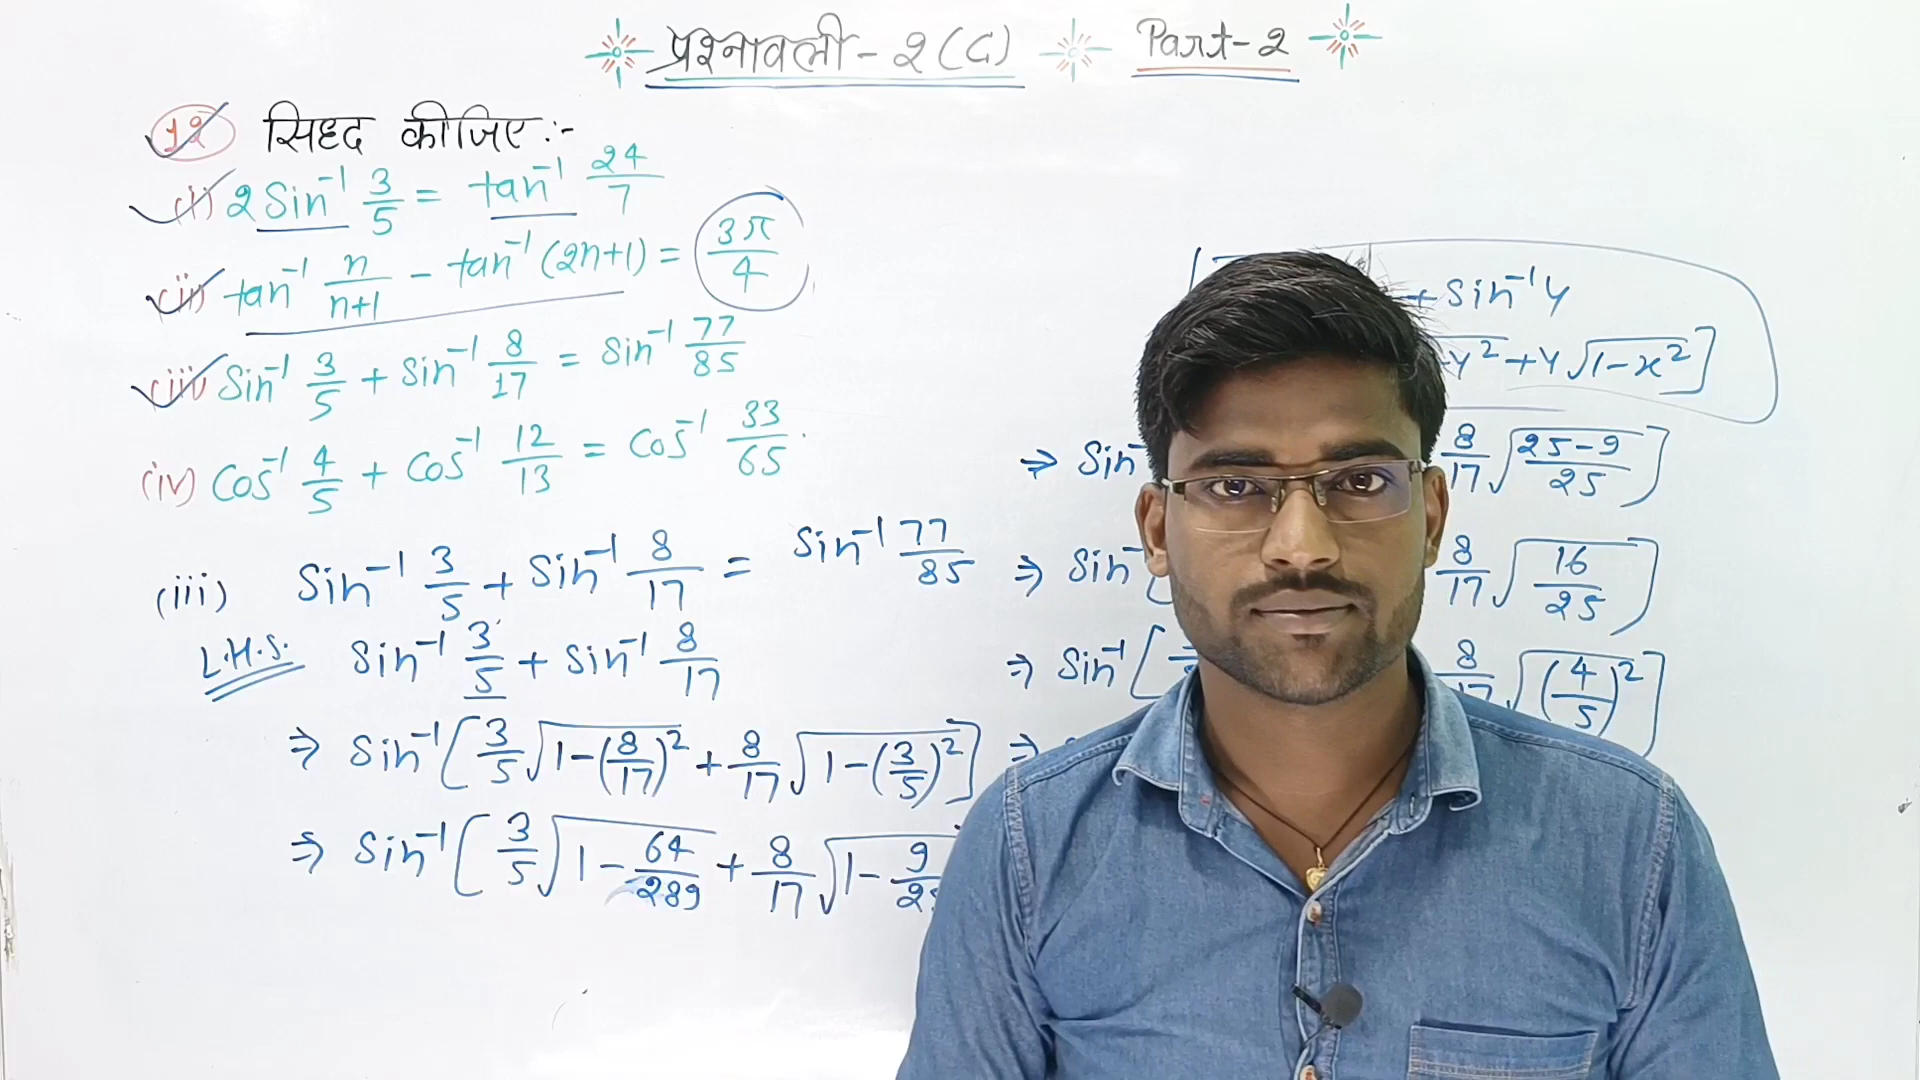 प्रश्नावली - २ (C) Part-2
12 सिध्द कीजिए :-
(i) 2 Sin⁻¹ 3/5 = tan⁻¹ 24/7
(ii) tan⁻¹ n/n+1 - tan⁻¹ (2n+1) = 3π/4
(iii) Sin⁻¹ 3/5 + Sin⁻¹ 8/17 = Sin⁻¹ 77/85
(iv) Cos⁻¹ 4/5 + Cos⁻¹ 12/13 = Cos⁻¹ 33/65
(iii) Sin⁻¹ 3/5 + Sin⁻¹ 8/17 = Sin⁻¹ 77/85
L.H.S. Sin⁻¹ 3/5 + Sin⁻¹ 8/17
⇒ Sin⁻¹ [3/5 √1-(8/17)² + 8/17 √1-(3/5)²]
⇒ Sin⁻¹ [3/5 √1-64/289 + 8/17 √1-9/
+ Sin⁻¹y
y² + y √1-x²]
⇒ Sin⁻ 8/17 √25-9/25]
⇒ Sin⁻ 8/17 √16/25]
⇒ Sin⁻¹ [ 8/17 √(4/5)²]
⇒